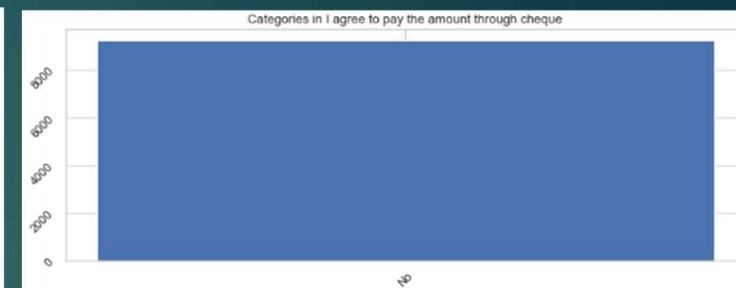 Categories in I agree to pay the amount through cheque
8000
6000
4000
2000
0
No